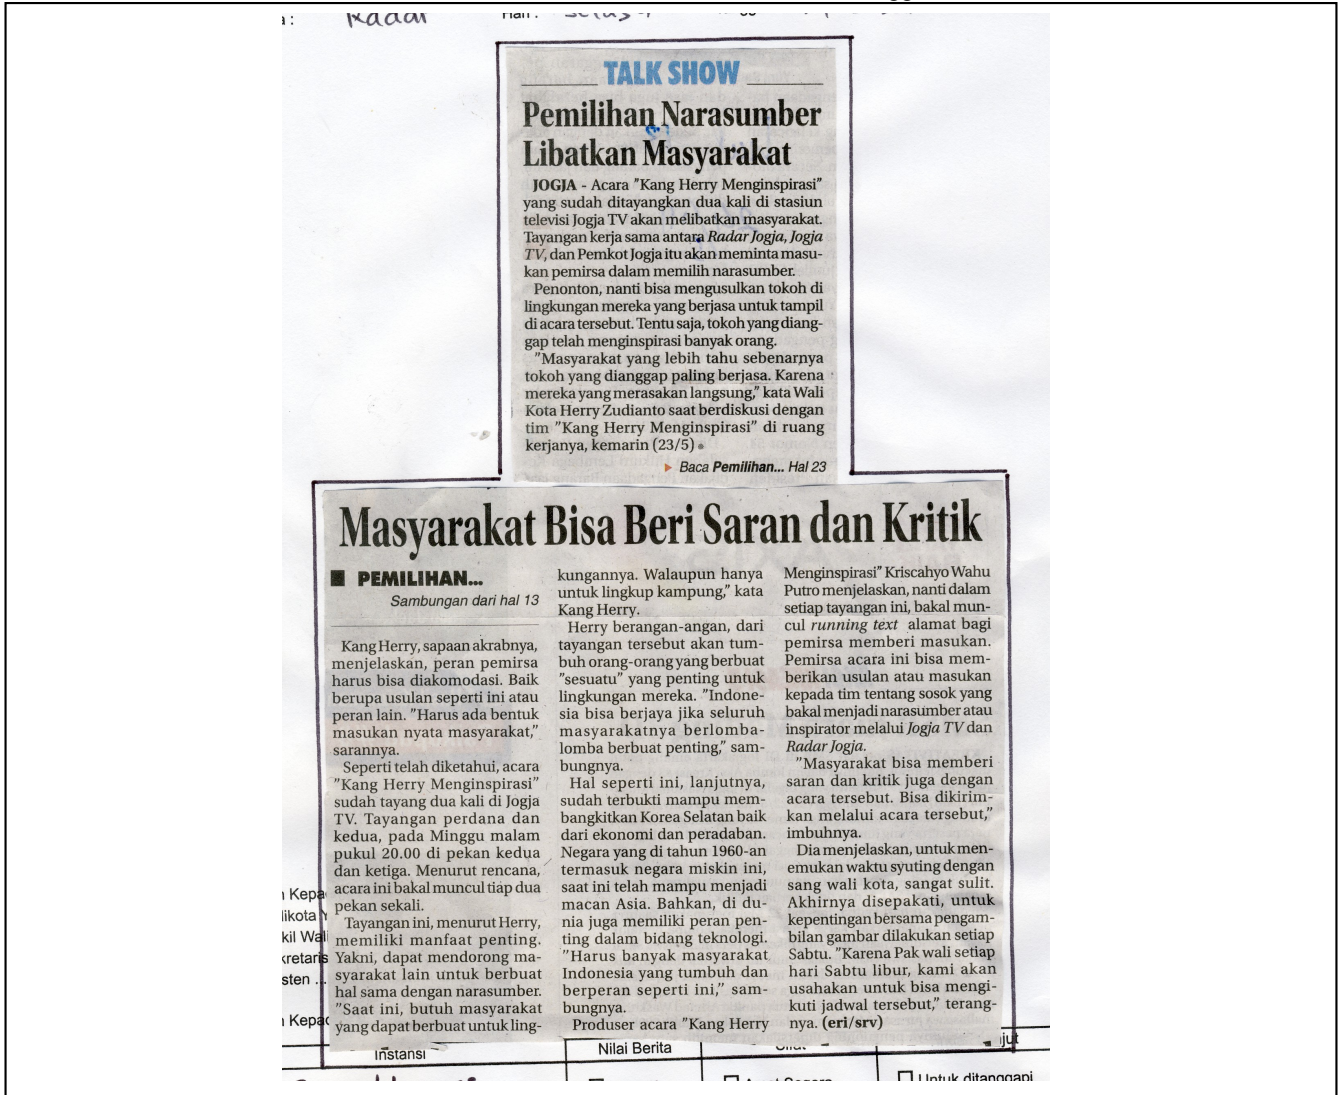 Radar
TALK SHOW
Pemilihan Narasumber
Libatkan Masyarakat
JOGJA - Acara "Kang Herry Menginspirasi"
yang sudah ditayangkan dua kali di stasiun
televisi Jogja TV akan melibatkan masyarakat.
Tayangan kerja sama antara Radar Jogja, Jogja
TV, dan Pemkot Jogja itu akan meminta masu-
kan pemirsa dalam memilih narasumber.
Penonton, nanti bisa mengusulkan tokoh di
lingkungan mereka yang berjasa untuk tampil
di acara tersebut. Tentu saja, tokoh yang diang-
gap telah menginspirasi banyak orang.
"Masyarakat yang lebih tahu sebenarnya
tokoh yang dianggap paling berjasa. Karena
mereka yang merasakan langsung," kata Wali
Kota Herry Zudianto saat berdiskusi dengan
tim "Kang Herry Menginspirasi" di ruang
kerjanya, kemarin (23/5)
Baca Pemilihan... Hal 23
Masyarakat Bisa Beri Saran dan Kritik
PEMILIHAN...
Sambungan dari hal 13
Kang Herry, sapaan akrabnya,
menjelaskan, peran pemirsa
harus bisa diakomodasi. Baik
berupa usulan seperti ini atau
peran lain. "Harus ada bentuk
masukan nyata masyarakat,"
sarannya.
Seperti telah diketahui, acara
"Kang Herry Menginspirasi"
sudah tayang dua kali di Jogja
TV. Tayangan perdana dan
kedua, pada Minggu malam
pukul 20.00 di pekan kedua
dan ketiga. Menurut rencana,
acara ini bakal muncul tiap dua
pekan sekali.
Tayangan ini, menurut Herry,
memiliki manfaat penting.
Yakni, dapat mendorong ma-
syarakat lain untuk berbuat
hal sama dengan narasumber.
"Saat ini, butuh masyarakat
yang dapat berbuat untuk ling-
kungannya. Walaupun hanya
untuk lingkup kampung," kata
Kang Herry.
Herry berangan-angan, dari
tayangan tersebut akan tum-
buh orang-orang yang berbuat
"sesuatu" yang penting untuk
lingkungan mereka. "Indone-
sia bisa berjaya jika seluruh
masyarakatnya berlomba-
lomba berbuat penting," sam-
bungnya.
Hal seperti ini, lanjutnya,
sudah terbukti mampu mem-
bangkitkan Korea Selatan baik
dari ekonomi dan peradaban.
Negara yang di tahun 1960-an
termasuk negara miskin ini,
saat ini telah mampu menjadi
macan Asia. Bahkan, di du-
nia juga memiliki peran pen-
ting dalam bidang teknologi.
"Harus banyak masyarakat
Indonesia yang tumbuh dan
berperan seperti ini," sam-
bungnya.
Produser acara "Kang Herry
Menginspirasi" Kriscahyo Wahu
Putro menjelaskan, nanti dalam
setiap tayangan ini, bakal mun-
cul running text alamat bagi
pemirsa memberi masukan.
Pemirsa acara ini bisa mem-
berikan usulan atau masukan
kepada tim tentang sosok yang
bakal menjadi narasumber atau
inspirator melalui Jogja TV dan
Radar Jogja.
"Masyarakat bisa memberi
saran dan kritik juga dengan
acara tersebut. Bisa dikirim-
kan melalui acara tersebut,"
imbuhnya.
Dia menjelaskan, untuk men-
emukan waktu syuting dengan
sang wali kota, sangat sulit.
Akhirnya disepakati, untuk
kepentingan bersama pengam-
bilan gambar dilakukan setiap
Sabtu. "Karena Pak wali setiap
hari Sabtu libur, kami akan
usahakan untuk bisa mengi-
kuti jadwal tersebut," terang-
nya. (eri/srv)
Instansi
Nilai Berita
Untuk ditanggapi